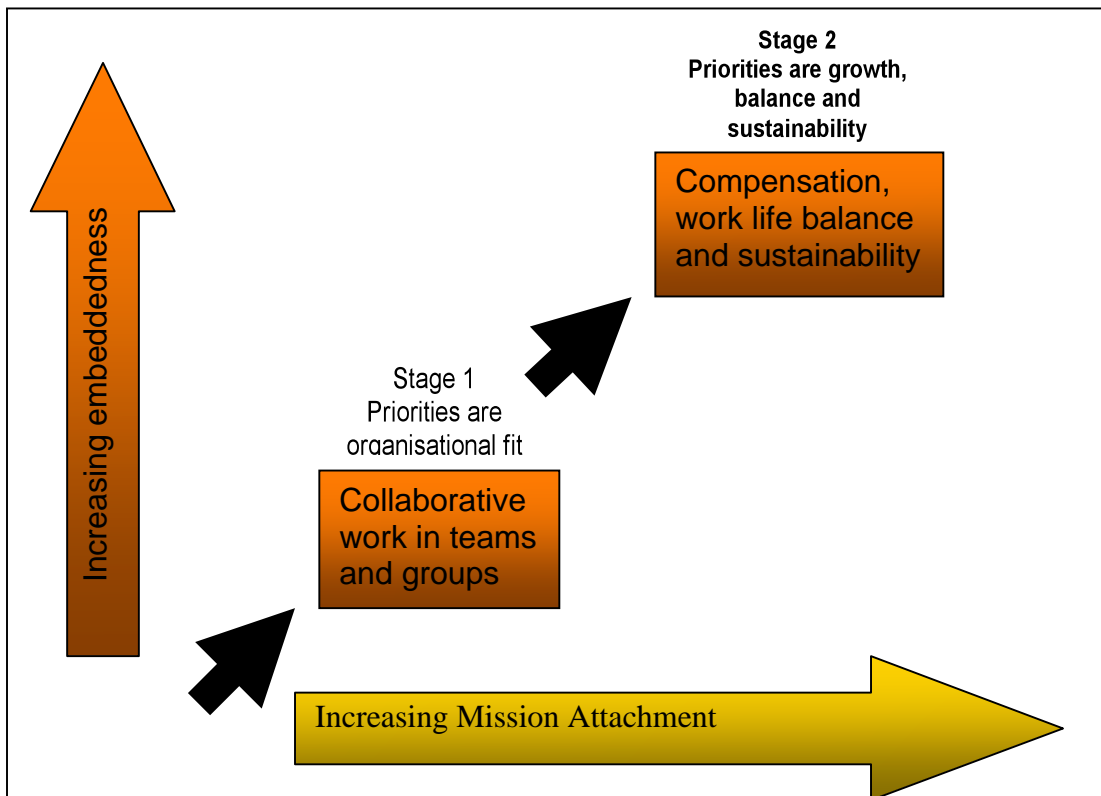 Stage 2
Priorities are growth,
balance and
sustainability
Compensation,
work life balance
and sustainability
Increasing embeddedness
Stage 1
Priorities are
organisational fit
Collaborative
work in teams
and groups
Increasing Mission Attachment